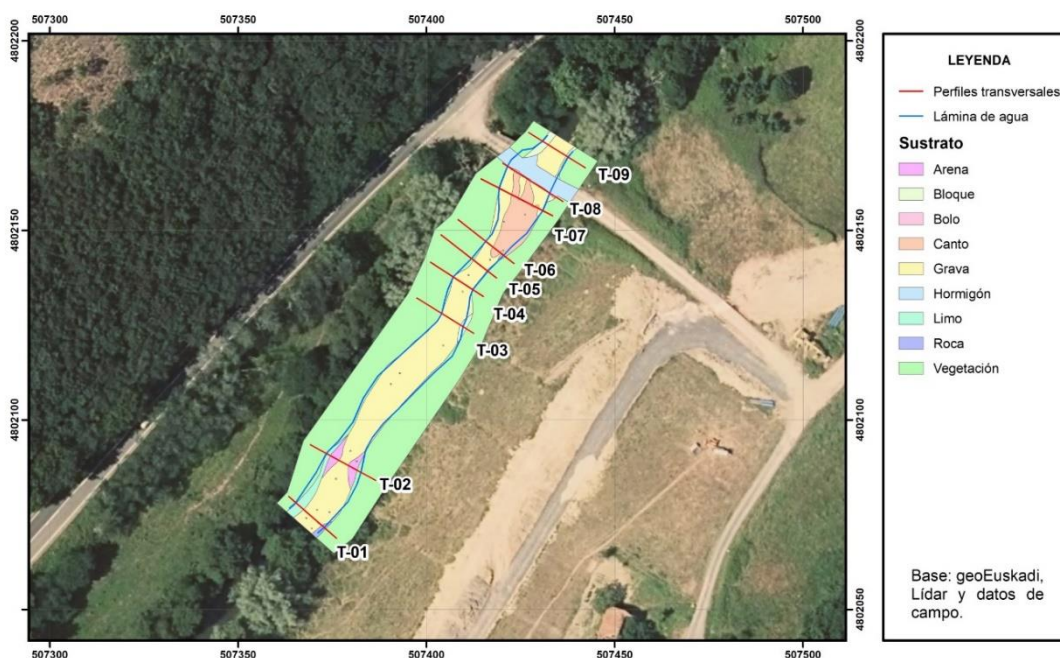 507300 507350 507400 507450 507500
4802200 4802200
4802150 4802150
4802100 4802100
4802050 4802050
T-09
T-08
T-07
T-06
T-05
T-04
T-03
T-02
T-01
507300 507350 507400 507450 507500
LEYENDA
Perfiles transversales
Lámina de agua
Sustrato
Arena
Bloque
Bolo
Canto
Grava
Hormigón
Limo
Roca
Vegetación
Base: geoEuskadi,
Lídar y datos de
campo.